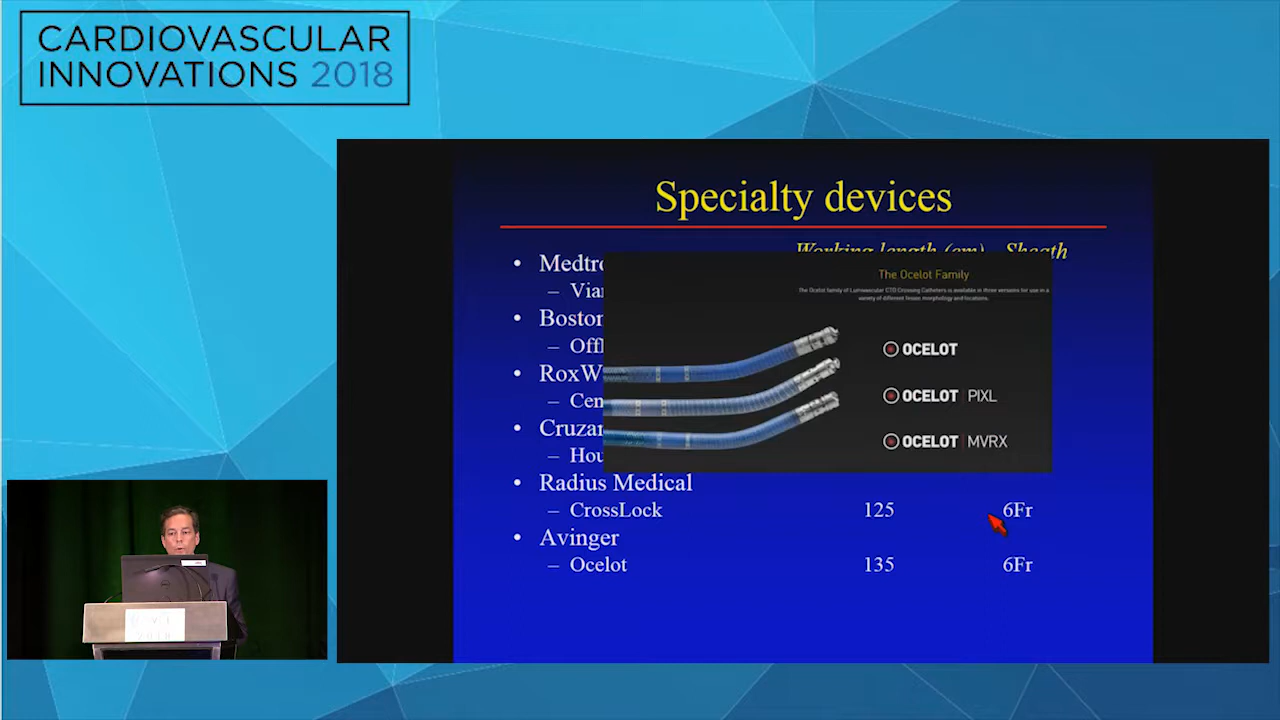 CARDIOVASCULAR
INNOVATIONS 2018
Specialty devices
Working length (cm) Sheath
• Medtro
– Vian
• Boston
– Offl
• RoxW
– Cen
• Cruzar
– Hou
The Ocelot Family
The Ocelot family of Lumivascular CTO Crossing Catheters is available in three versions for use in a
variety of different lesion morphology and locations.
OCELOT
OCELOT | PIXL
OCELOT | MVRX
• Radius Medical
– CrossLock 125 6Fr
• Avinger
– Ocelot 135 6Fr